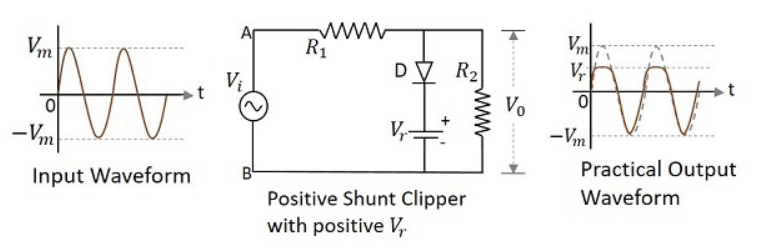 V_m
0
t
−V_m
Input Waveform
A
R_1
V_i
D
R_2
V_r
+
-
V_0
B
Positive Shunt Clipper
with positive V_r
V_m
V_r
0
t
−V_m
Practical Output
Waveform